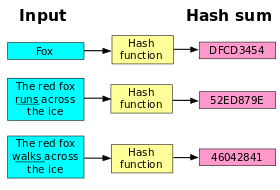 Input
Hash sum
Fox
Hash
function
DFCD3454
The red fox
runs across
the ice
Hash
function
52ED879E
The red fox
walks across
the ice
Hash
function
46042841